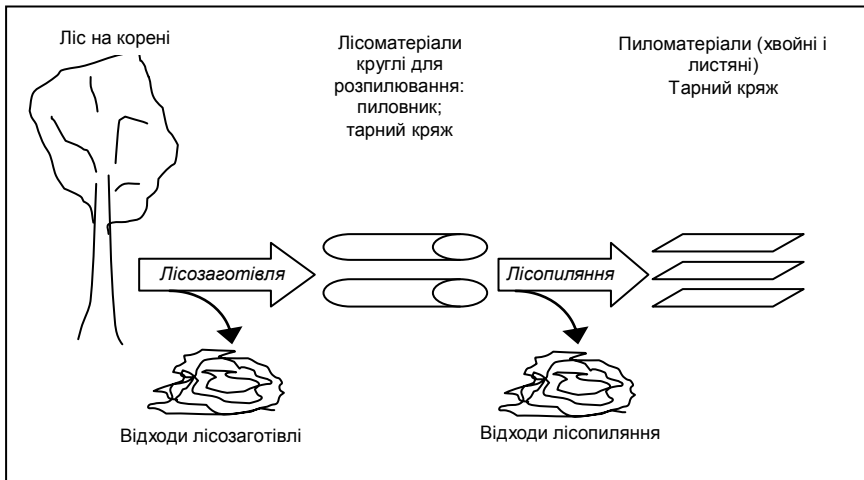 Ліс на корені
Лісоматеріали
круглі для
розпилювання:
пиловник;
тарний кряж
Пиломатеріали (хвойні і
листяні)
Тарний кряж
Лісозаготівля
Лісопиляння
Відходи лісозаготівлі
Відходи лісопиляння